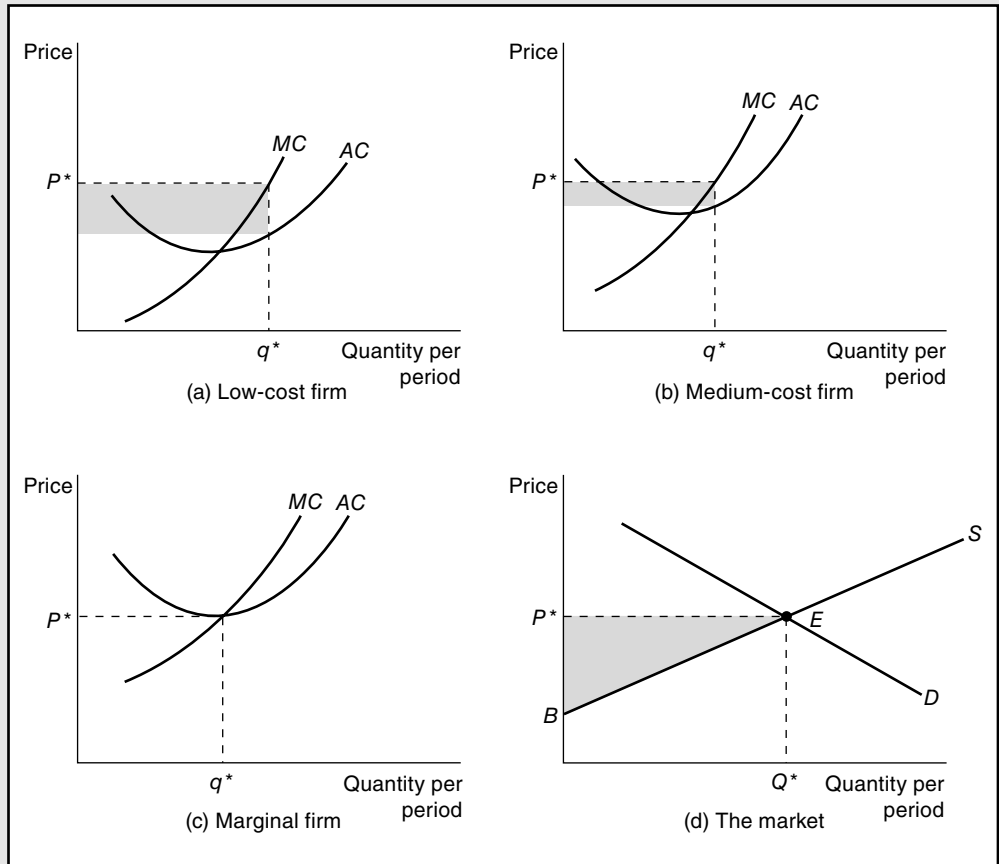 Price
MC
AC
P*
q*
Quantity per
period
(a) Low-cost firm
Price
MC
AC
P*
q*
Quantity per
period
(b) Medium-cost firm
Price
MC
AC
P*
q*
Quantity per
period
(c) Marginal firm
Price
S
P*
E
B
D
Q*
Quantity per
period
(d) The market